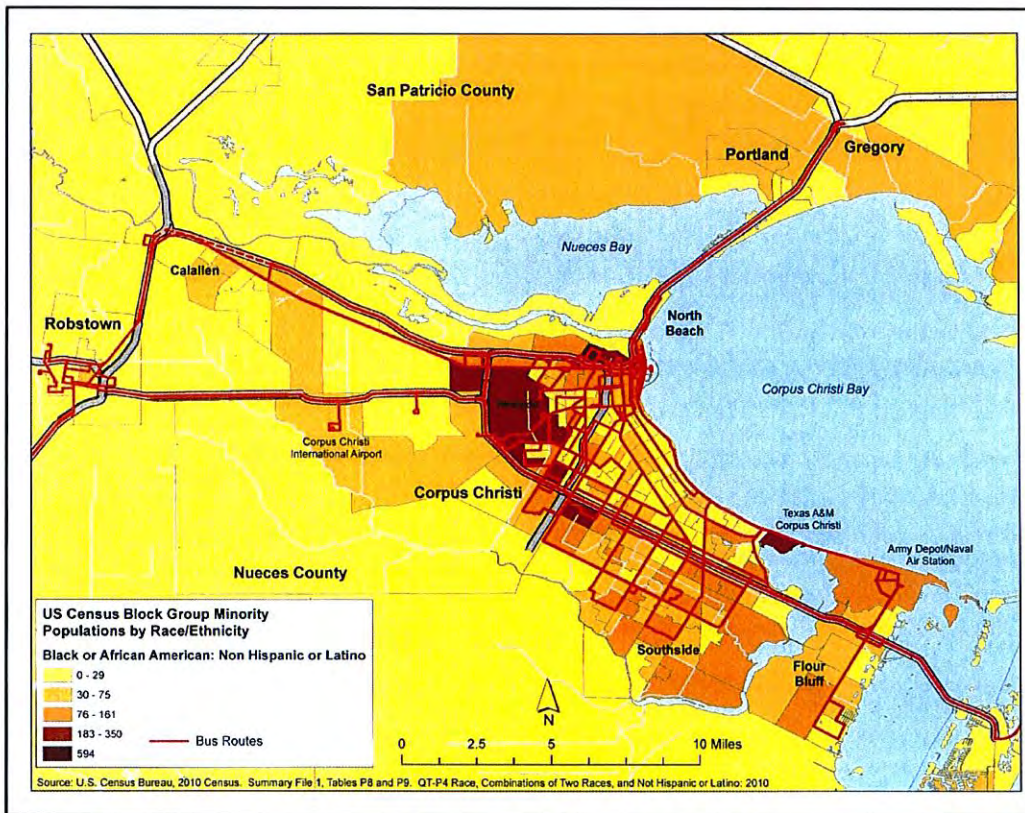 San Patricio County
Portland
Gregory
Nueces Bay
Calallen
Robstown
North
Beach
Corpus Christi Bay
Corpus Christi
International Airport
Corpus Christi
Texas A&M
Corpus Christi
Army Depot/Naval
Air Station
Nueces County
Southside
Flour
Bluff
US Census Block Group Minority
Populations by Race/Ethnicity
Black or African American: Non Hispanic or Latino
0 - 29
30 - 75
76 - 161
183 - 350
594
Bus Routes
N
0 2.5 5 10 Miles
Source: U.S. Census Bureau, 2010 Census. Summary File 1, Tables P8 and P9. QT-P4 Race, Combinations of Two Races, and Not Hispanic or Latino: 2010